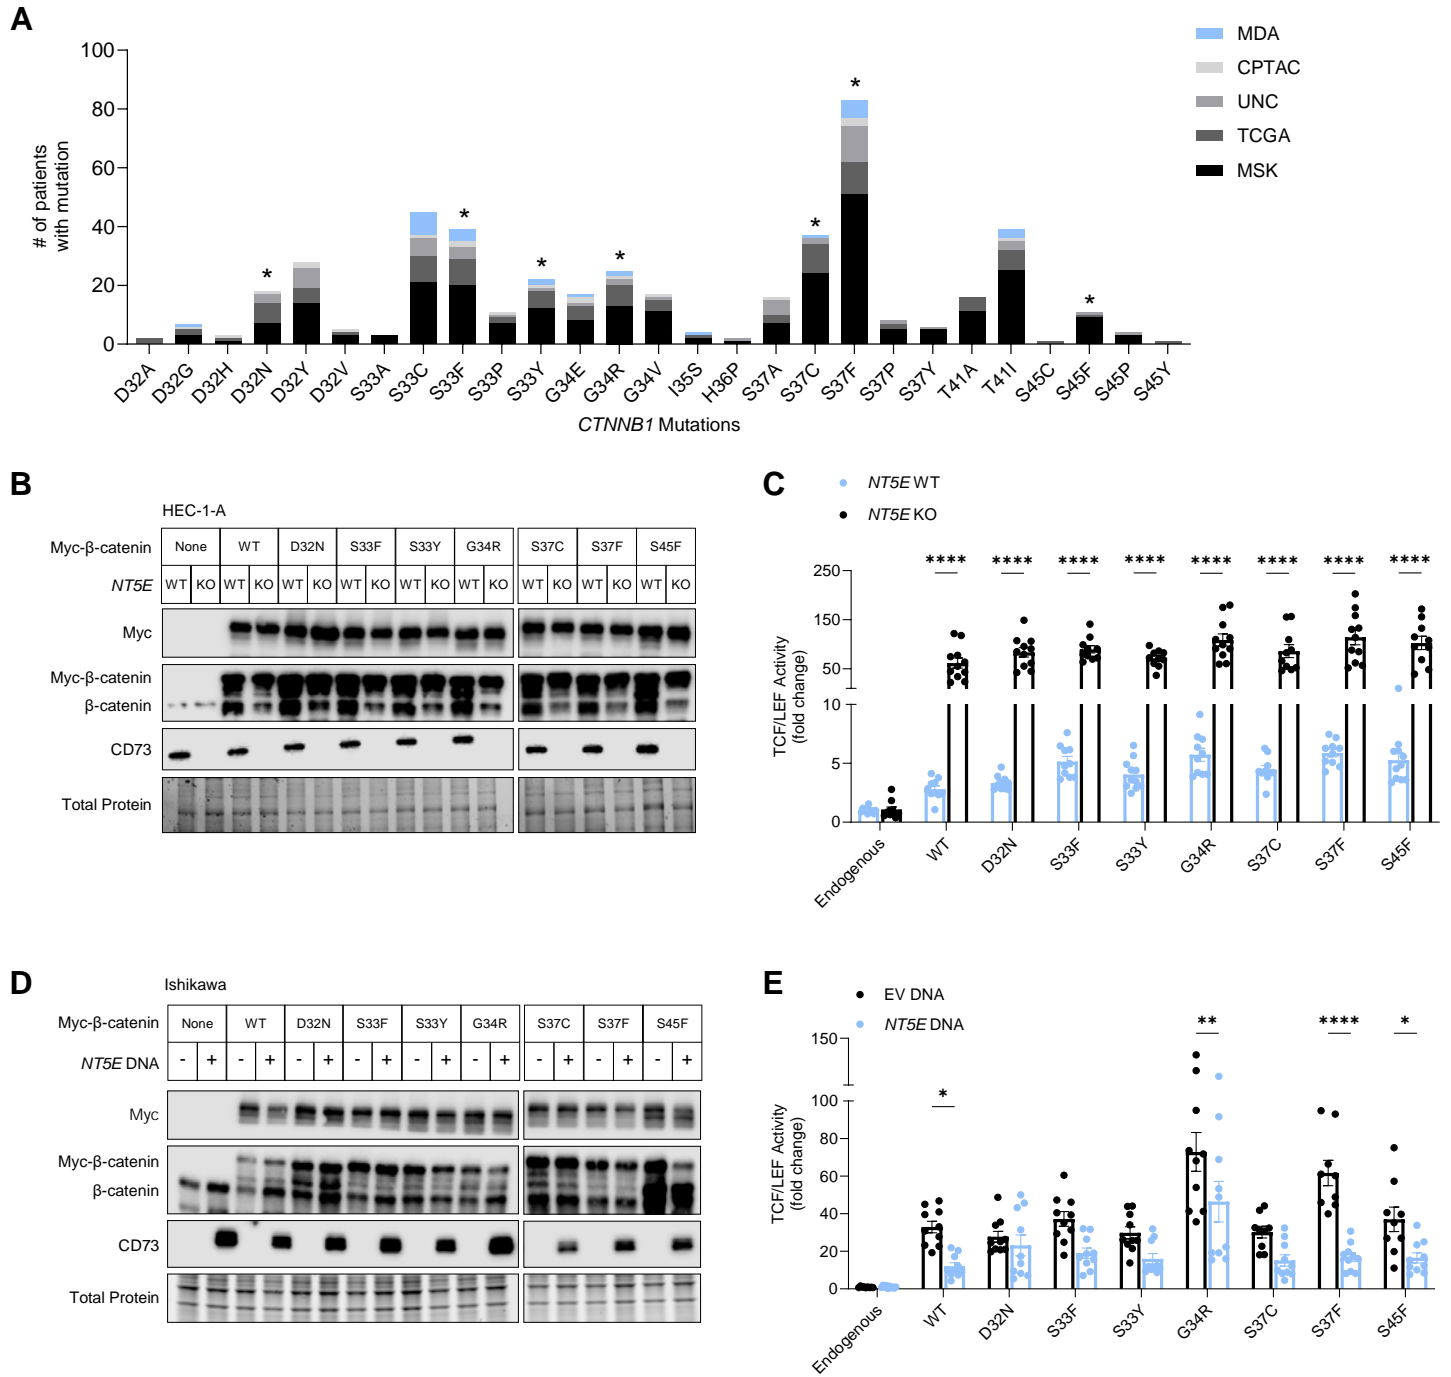 A
100
80
60
40
20
0
# of patients
with mutation
* * * * * * *
MDA
CPTAC
UNC
TCGA
MSK
D32A D32G D32H D32N D32Y D32V S33A S33C S33F S33P S33Y G34E G34R G34V I35S H36P S37A S37C S37F S37P S37Y T41A T41I S45C S45F S45P S45Y
CTNNB1 Mutations
B
HEC-1-A
Myc-β-catenin None WT D32N S33F S33Y G34R S37C S37F S45F
NT5E WT KO WT KO WT KO WT KO WT KO WT KO WT KO WT KO WT KO
Myc
Myc-β-catenin
β-catenin
CD73
Total Protein
C
NT5E WT
NT5E KO
**** **** **** **** **** **** **** ****
250
150
50
10
5
0
TCF/LEF Activity
(fold change)
Endogenous WT D32N S33F S33Y G34R S37C S37F S45F
D
Ishikawa
Myc-β-catenin None WT D32N S33F S33Y G34R S37C S37F S45F
NT5E DNA - + - + - + - + - + - + - + - + - +
Myc
Myc-β-catenin
β-catenin
CD73
Total Protein
E
EV DNA
NT5E DNA
* ** **** *
150
100
80
60
40
20
0
TCF/LEF Activity
(fold change)
Endogenous WT D32N S33F S33Y G34R S37C S37F S45F